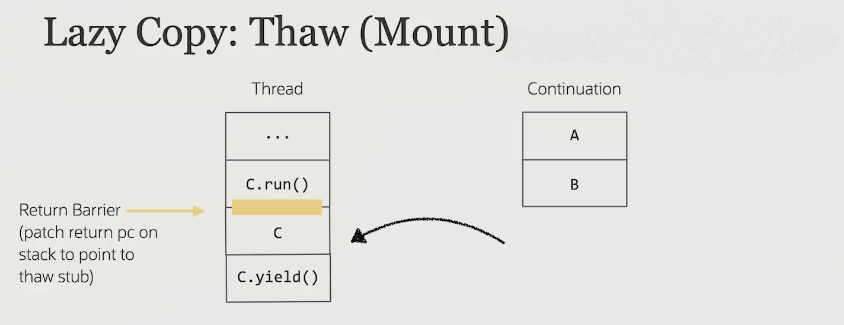 Lazy Copy: Thaw (Mount)
Thread
Continuation
...
C.run()
C
C.yield()
A
B
Return Barrier
(patch return pc on
stack to point to
thaw stub)